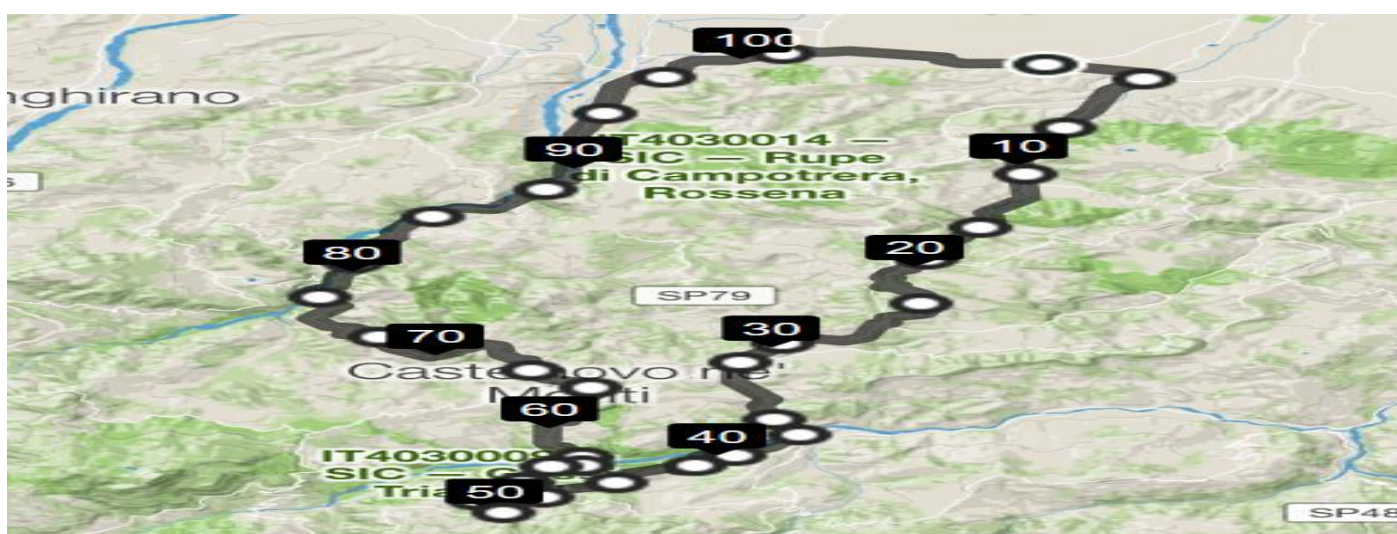 100
nghirano
IT4030014 —
SIC — Rupe
di Campotrera,
Rossena
10
90
20
80
SP79
30
70
60
40
SIC —
50
SP48